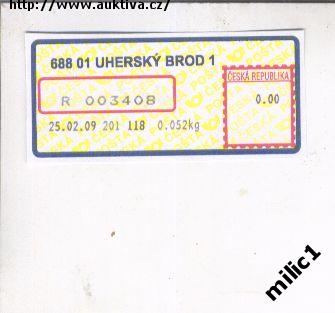 http://www.auktiva.cz/
688 01 UHERSKÝ BROD 1
ČESKÁ REPUBLIKA
R 003408
0.00
25.02.09 201 118 0.052kg
milic1